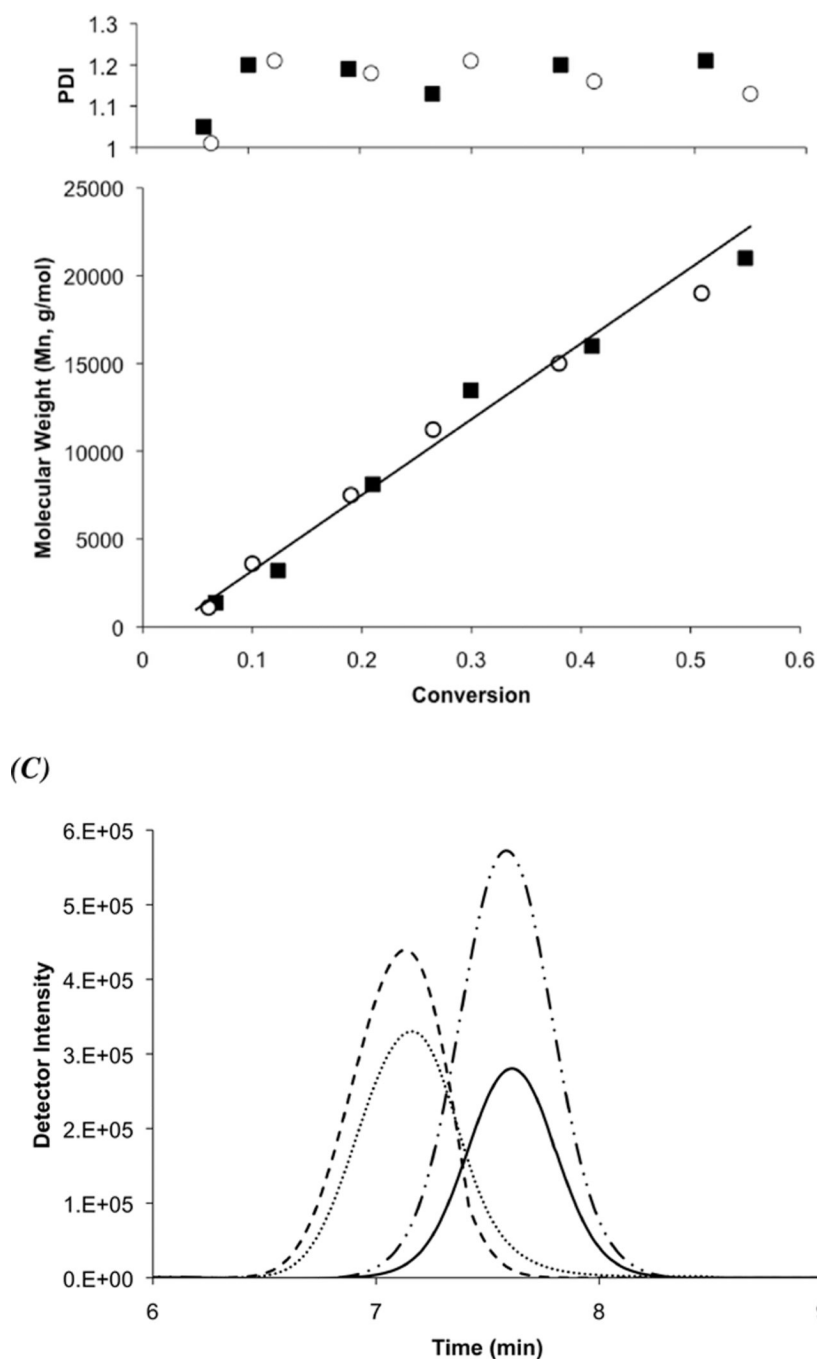 1.3
1.2
1.1
1
PDI
25000
20000
15000
10000
5000
0
Molecular Weight (Mn, g/mol)
0 0.1 0.2 0.3 0.4 0.5 0.6
Conversion
(C)
6.E+05
5.E+05
4.E+05
3.E+05
2.E+05
1.E+05
0.E+00
Detector Intensity
6 7 8
Time (min)